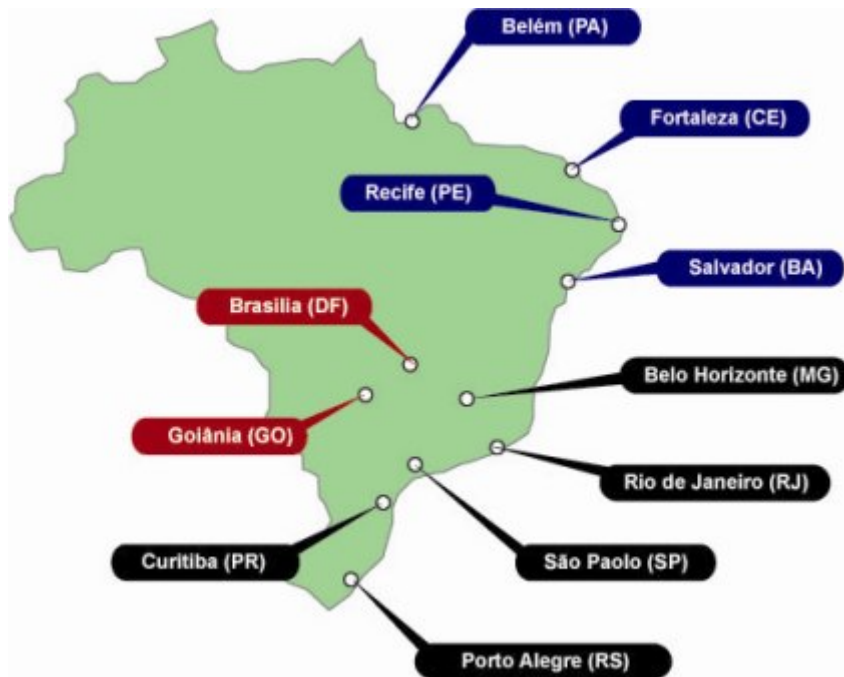 Belém (PA)
Fortaleza (CE)
Recife (PE)
Salvador (BA)
Brasilia (DF)
Belo Horizonte (MG)
Goiânia (GO)
Rio de Janeiro (RJ)
Curitiba (PR)
São Paolo (SP)
Porto Alegre (RS)